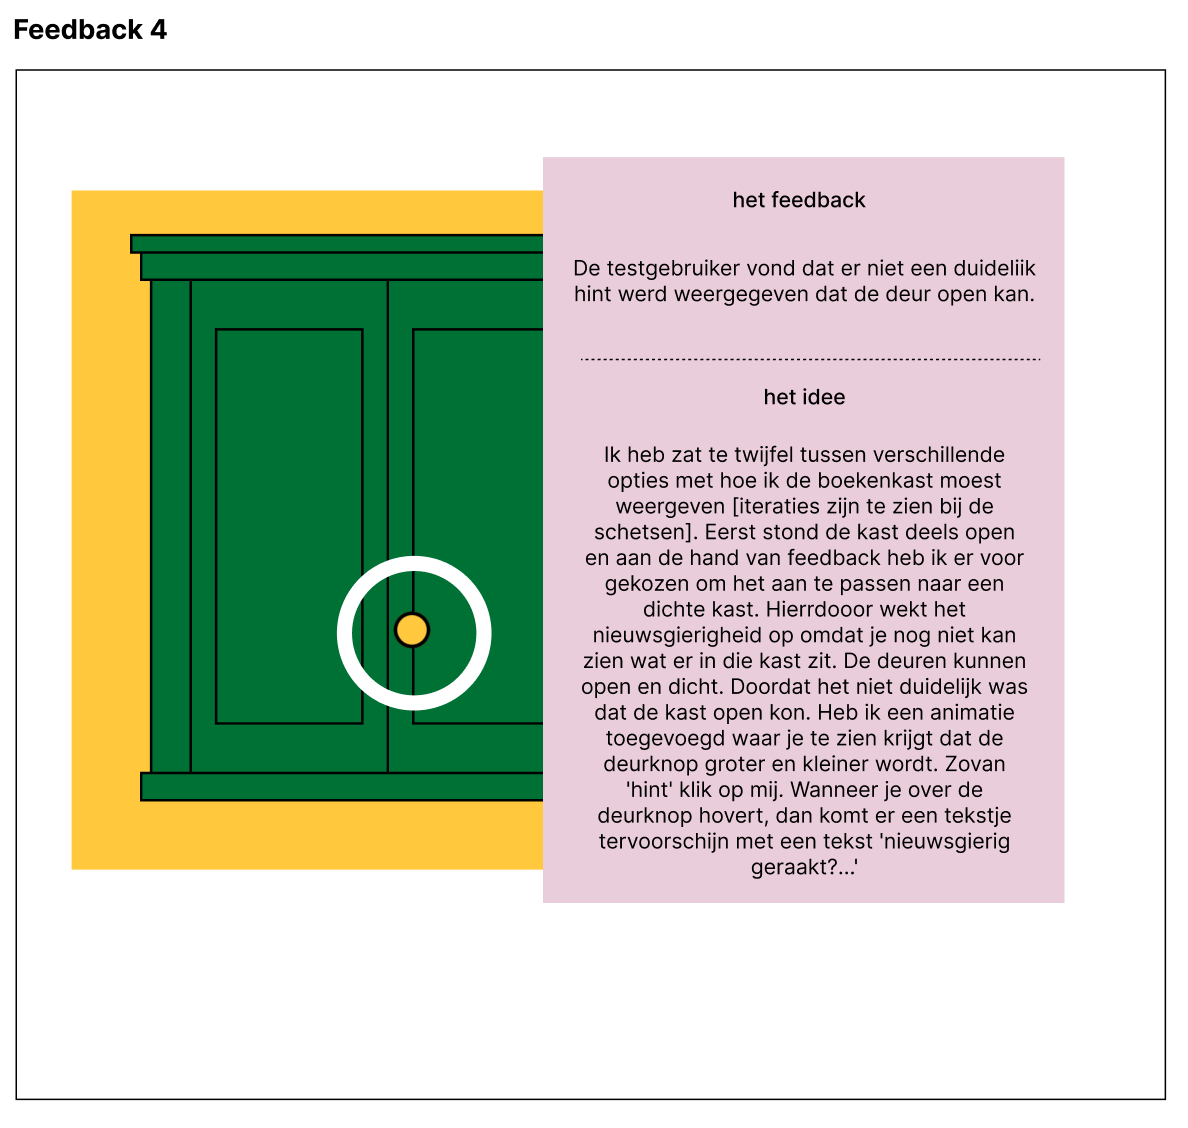 Feedback 4
het feedback
De testgebruiker vond dat er niet een duideliik
hint werd weergegeven dat de deur open kan.
het idee
Ik heb zat te twijfel tussen verschillende
opties met hoe ik de boekenkast moest
weergeven [iteraties zijn te zien bij de
schetsen]. Eerst stond de kast deels open
en aan de hand van feedback heb ik er voor
gekozen om het aan te passen naar een
dichte kast. Hierrdooor wekt het
nieuwsgierigheid op omdat je nog niet kan
zien wat er in die kast zit. De deuren kunnen
open en dicht. Doordat het niet duidelijk was
dat de kast open kon. Heb ik een animatie
toegevoegd waar je te zien krijgt dat de
deurknop groter en kleiner wordt. Zovan
'hint' klik op mij. Wanneer je over de
deurknop hovert, dan komt er een tekstje
tervoorschijn met een tekst 'nieuwsgierig
geraakt?...'